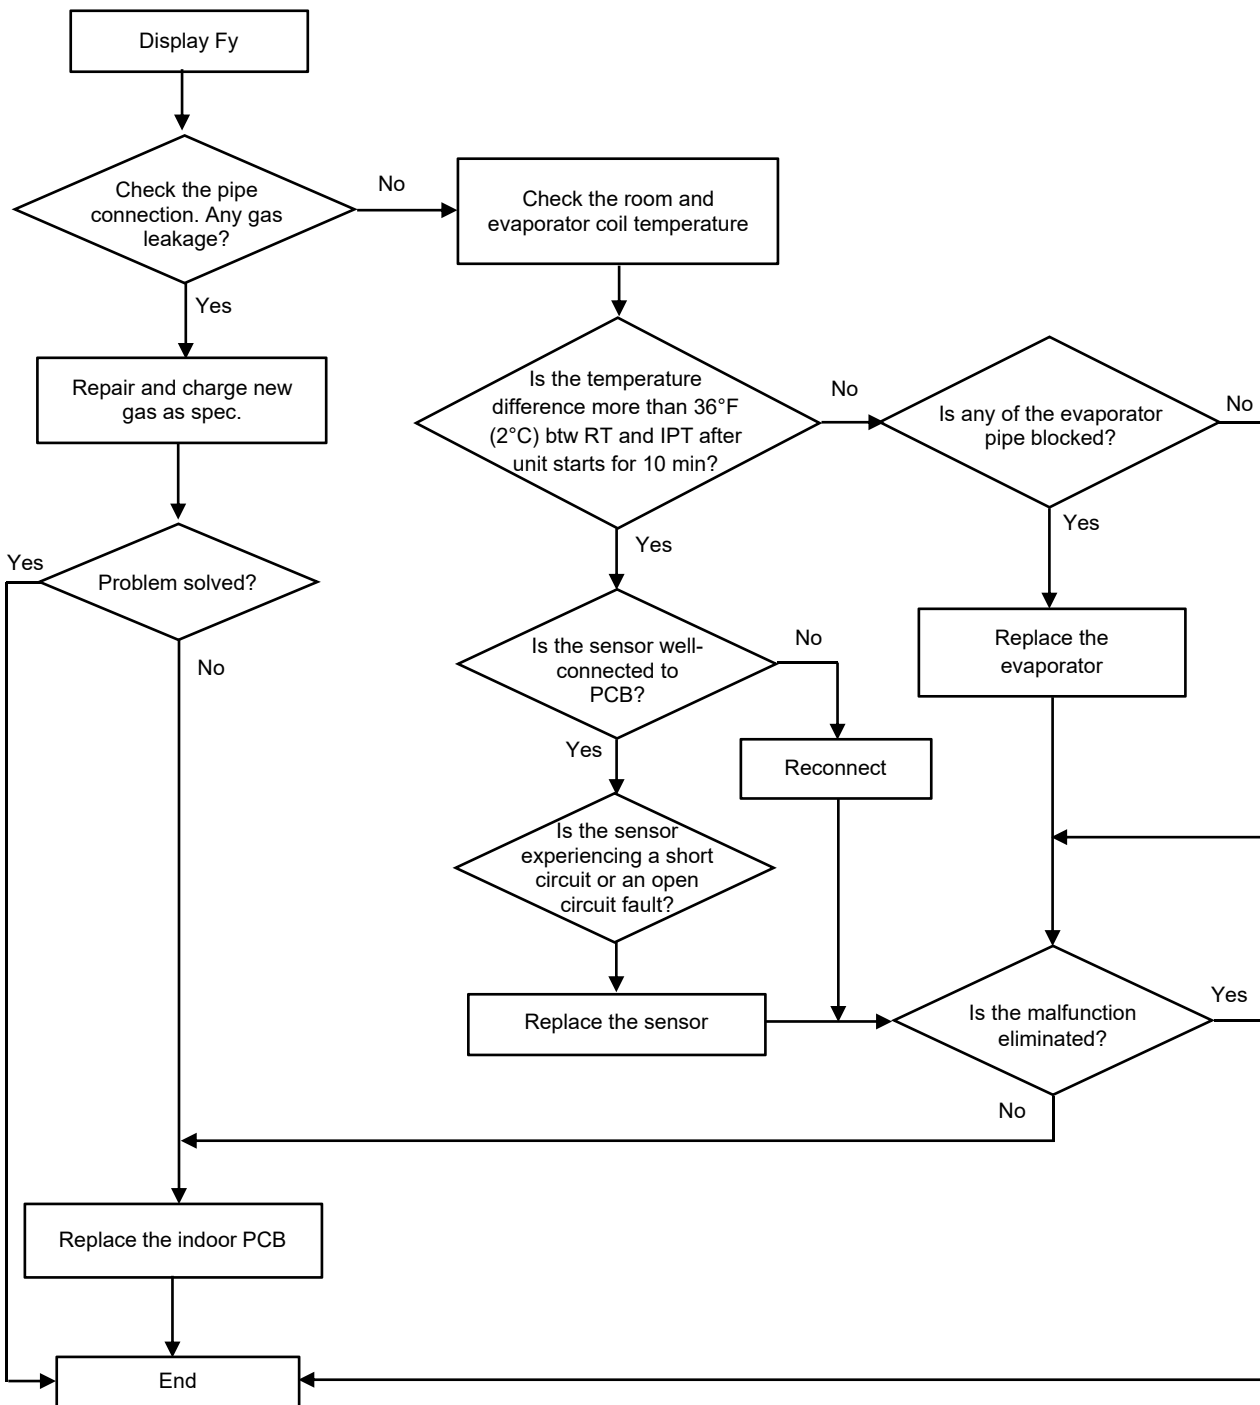 Display Fy
Check the pipe
connection. Any gas
leakage?
No
Check the room and
evaporator coil temperature
Yes
Repair and charge new
gas as spec.
Is the temperature
difference more than 36°F
(2°C) btw RT and IPT after
unit starts for 10 min?
No
Is any of the evaporator
pipe blocked?
No
Yes
Yes
Yes
Problem solved?
No
Is the sensor well-
connected to
PCB?
No
Replace the
evaporator
Yes
Reconnect
Is the sensor
experiencing a short
circuit or an open
circuit fault?
Replace the sensor
Is the malfunction
eliminated?
Yes
No
Replace the indoor PCB
End